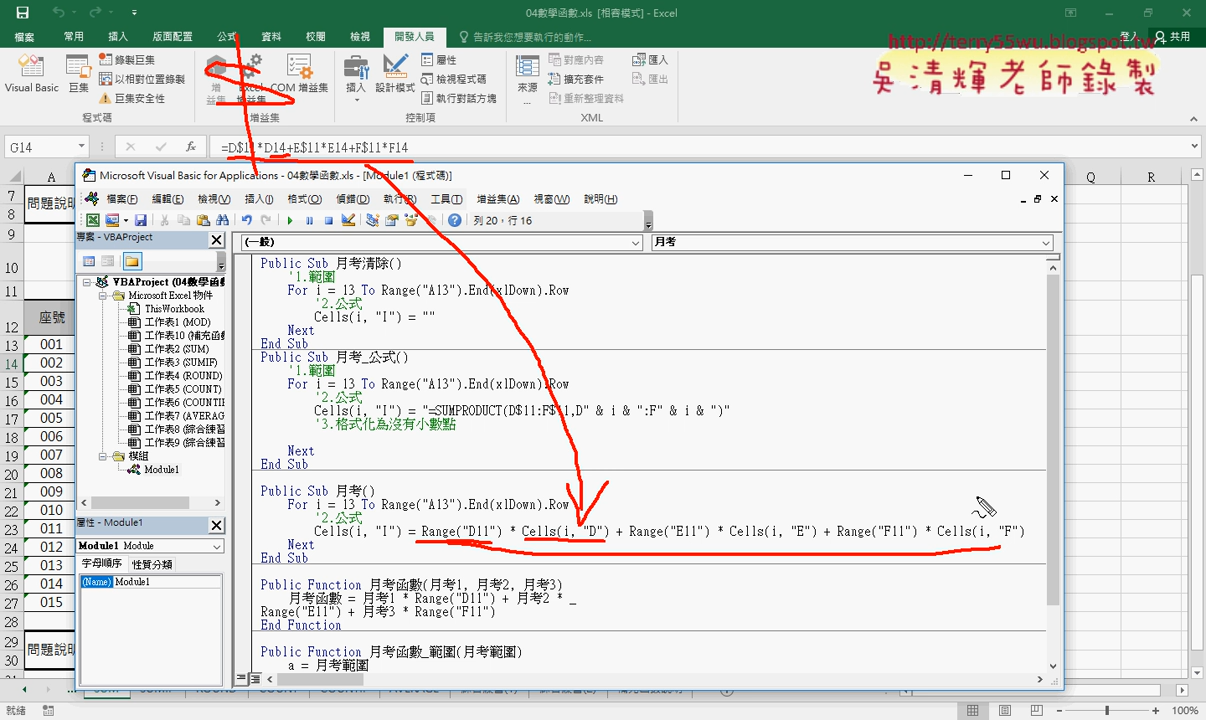 04數學函數.xls [相容模式] - Excel
檔案 常用 插入 版面配置 公式 資料 校閱 檢視 開發人員 告訴我您想要執行的動作... 登入 共用
http://terry55wu.blogspot.tw
吳清輝老師錄製
Visual Basic 巨集 錄製巨集 以相對位置錄製 巨集安全性
增益集 Excel 增益集 COM 增益集
插入 設計模式 屬性 檢視程式碼 執行對話方塊
來源 對應內容 擴充套件 重新整理資料 匯入 匯出
程式碼 增益集 控制項 XML
G14 fx =D$11*D14+E$11*E14+F$11*F14
A Q R
7 問題說
8
9
10
11
12 座號
13 001
14 002
15 003
16 004
17 005
18 006
19 007
20 008
21 009
22 010
23 011
24 012
25 013
26 014
27 015
28
29 問題說
30
Microsoft Visual Basic for Applications - 04數學函數.xls - [Module1 (程式碼)]
檔案(F) 編輯(E) 檢視(V) 插入(I) 格式(O) 偵錯(D) 執行(R) 工具(T) 增益集(A) 視窗(W) 說明(H)
列 20，行 16
專案 - VBAProject
VBAProject (04數學函數
Microsoft Excel 物件
ThisWorkbook
工作表1 (MOD)
工作表10 (補充函數
工作表2 (SUM)
工作表3 (SUMIF)
工作表4 (ROUND)
工作表5 (COUNT)
工作表6 (COUNTIF
工作表7 (AVERAG
工作表8 (綜合練習
工作表9 (綜合練習
模組
Module1
屬性 - Module1
Module1 Module
字母順序 性質分類
(Name) Module1
(一般) 月考
Public Sub 月考清除()
'1.範圍
For i = 13 To Range("A13").End(xlDown).Row
'2.公式
Cells(i, "I") = ""
Next
End Sub
Public Sub 月考_公式()
'1.範圍
For i = 13 To Range("A13").End(xlDown).Row
'2.公式
Cells(i, "I") = "=SUMPRODUCT(D$11:F$11,D" & i & ":F" & i & ")"
'3.格式化為沒有小數點
Next
End Sub
Public Sub 月考()
For i = 13 To Range("A13").End(xlDown).Row
'2.公式
Cells(i, "I") = Range("D11") * Cells(i, "D") + Range("E11") * Cells(i, "E") + Range("F11") * Cells(i, "F")
Next
End Sub
Public Function 月考函數(月考1, 月考2, 月考3)
月考函數 = 月考1 * Range("D11") + 月考2 * _
Range("E11") + 月考3 * Range("F11")
End Function
Public Function 月考函數_範圍(月考範圍)
a = 月考範圍
就緒 100%